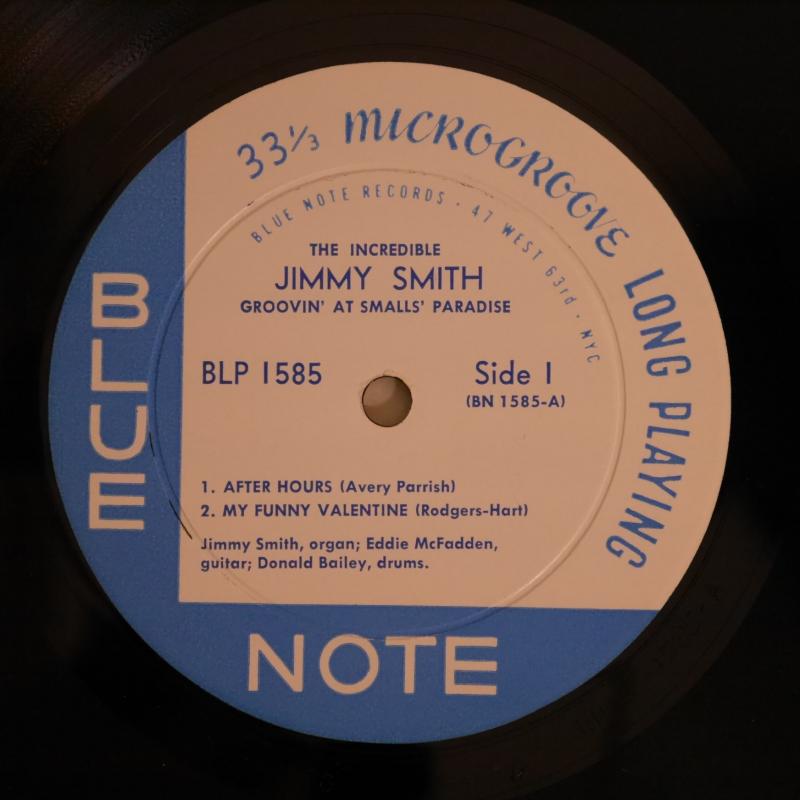 33⅓ MICROGROOVE LONG PLAYING
BLUE NOTE RECORDS · 47 WEST 63rd · NYC
THE INCREDIBLE
JIMMY SMITH
GROOVIN' AT SMALLS' PARADISE
BLP 1585
Side 1
(BN 1585-A)
1. AFTER HOURS (Avery Parrish)
2. MY FUNNY VALENTINE (Rodgers-Hart)
Jimmy Smith, organ; Eddie McFadden,
guitar; Donald Bailey, drums.
BLUE
NOTE